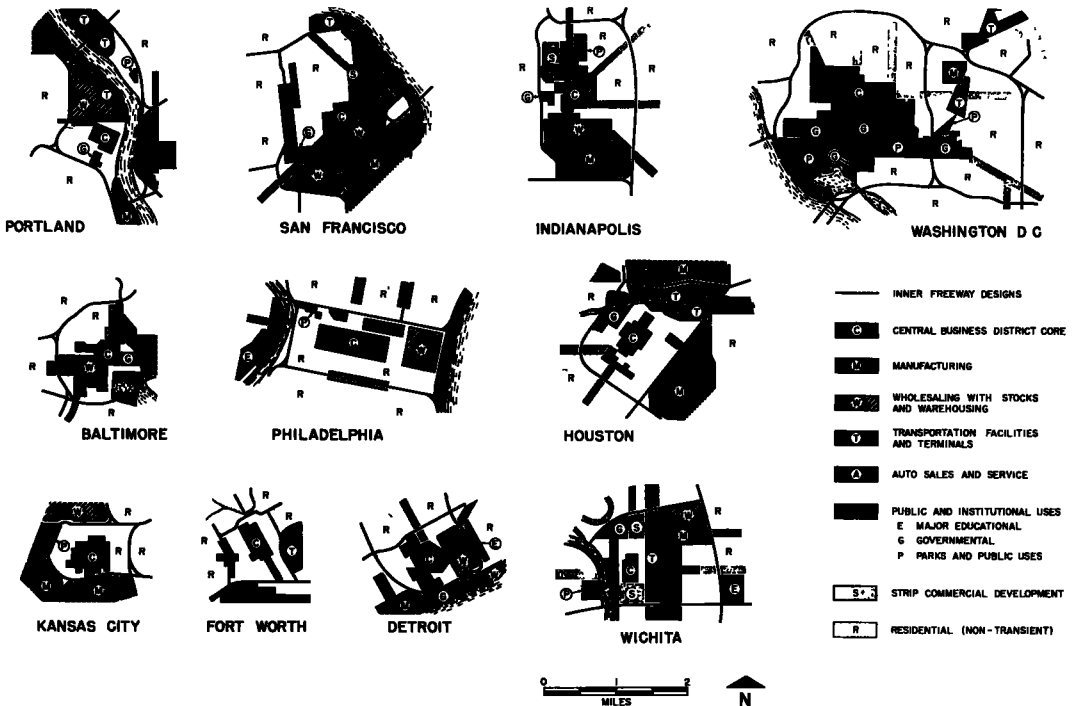 T
R
T
P
R
W
T
C
G
R
M
PORTLAND
R
R
S
R
C
G
W
R
M
W
SAN FRANCISCO
R
S
P
R
G
C
W
M
INDIANAPOLIS
R
T
R
R
M
C
T
R
P
G
G
P
G
P
G
R
R
R
R
WASHINGTON D C
R
R
C
G
W
R
BALTIMORE
R
R
R
P
C
W
E
R
R
R
R
PHILADELPHIA
M
R
T
G
T
C
R
R
M
HOUSTON
INNER FREEWAY DESIGNS
C CENTRAL BUSINESS DISTRICT CORE
M MANUFACTURING
W WHOLESALING WITH STOCKS
AND WAREHOUSING
T TRANSPORTATION FACILITIES
AND TERMINALS
A AUTO SALES AND SERVICE
PUBLIC AND INSTITUTIONAL USES
E MAJOR EDUCATIONAL
G GOVERNMENTAL
P PARKS AND PUBLIC USES
S STRIP COMMERCIAL DEVELOPMENT
R RESIDENTIAL (NON-TRANSIENT)
W
R
P
C
R
R
M
M
KANSAS CITY
R
R
C
T
R
FORT WORTH
R
R
C
W
E
M
G
M
DETROIT
R
G
S
W
M
T
C
P
S
E
WICHITA
0 1 2
MILES
N